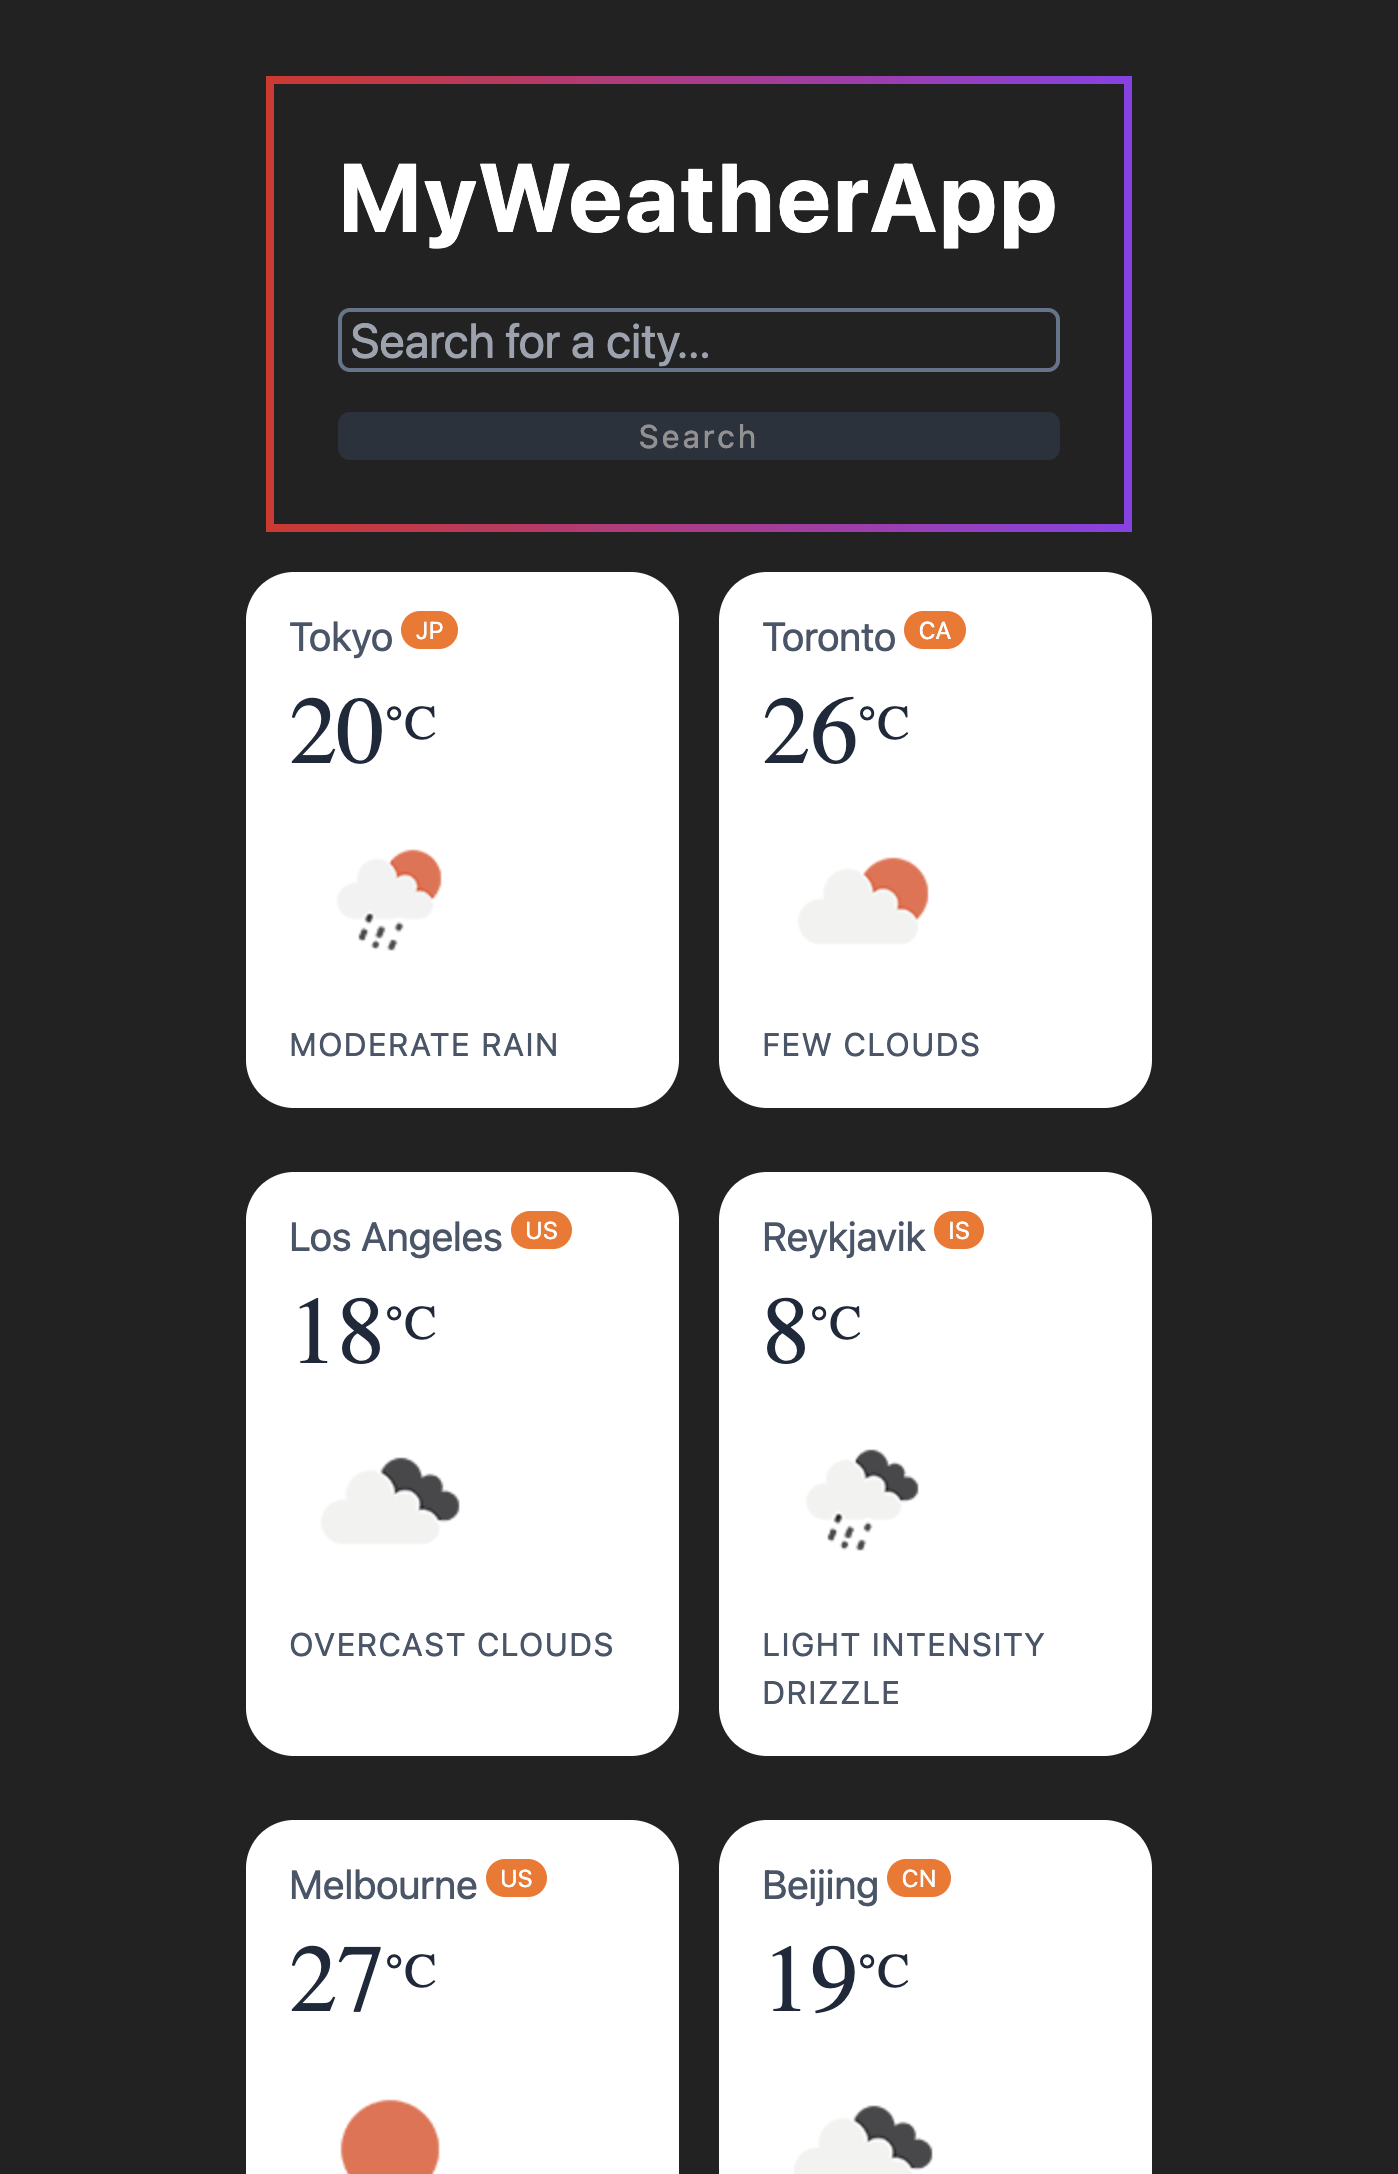 MyWeatherApp
Search for a city...
Search
Tokyo JP
20°C
MODERATE RAIN
Toronto CA
26°C
FEW CLOUDS
Los Angeles US
18°C
OVERCAST CLOUDS
Reykjavik IS
8°C
LIGHT INTENSITY
DRIZZLE
Melbourne US
27°C
Beijing CN
19°C